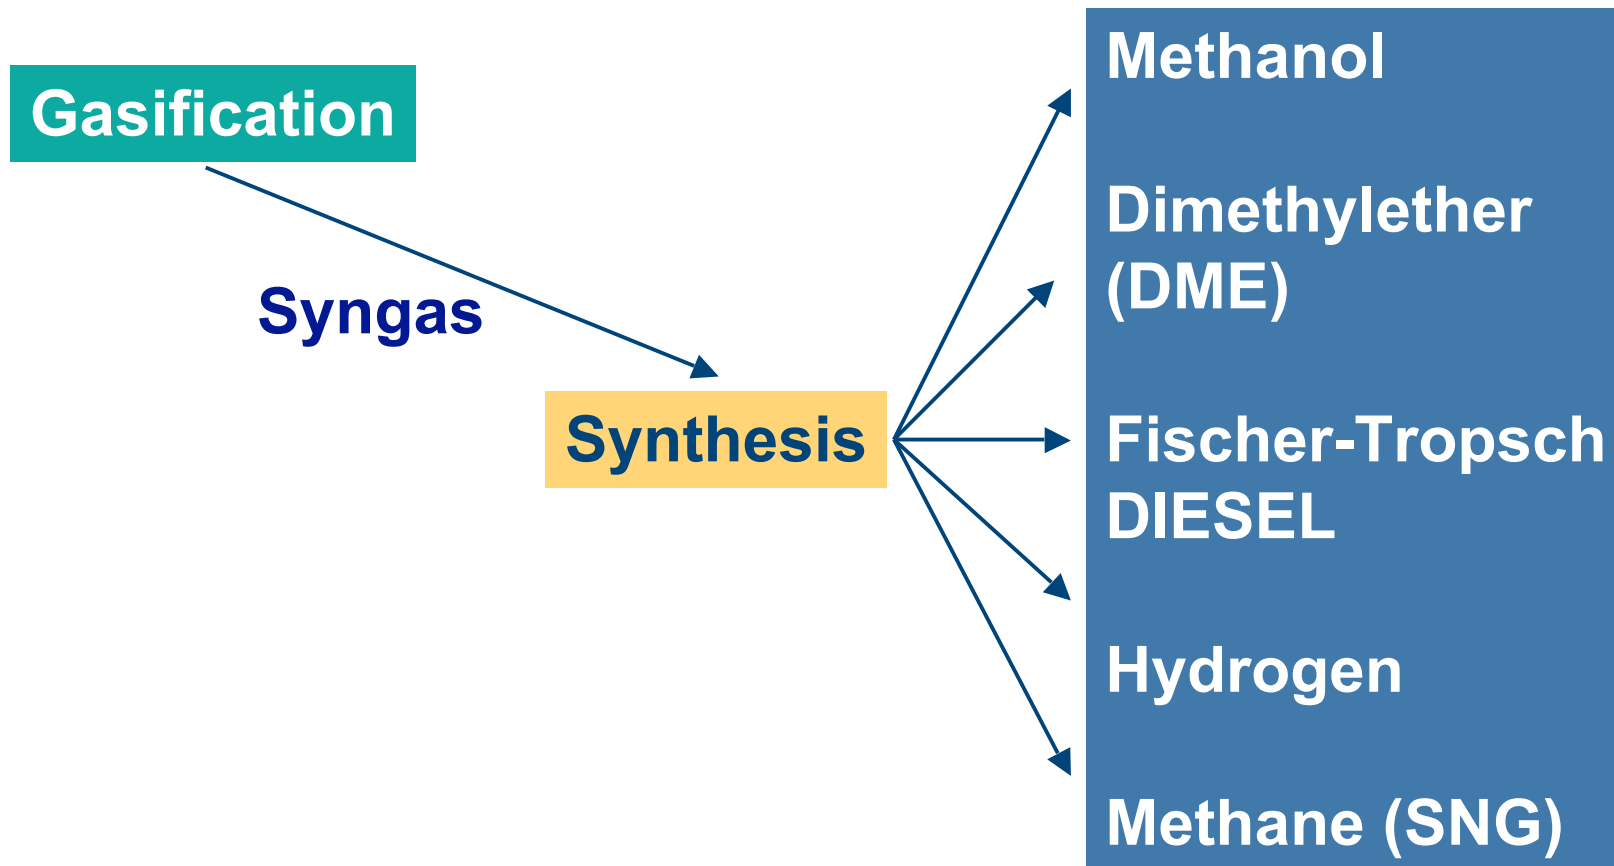 Gasification
Syngas
Synthesis
Methanol
Dimethylether
(DME)
Fischer-Tropsch
DIESEL
Hydrogen
Methane (SNG)